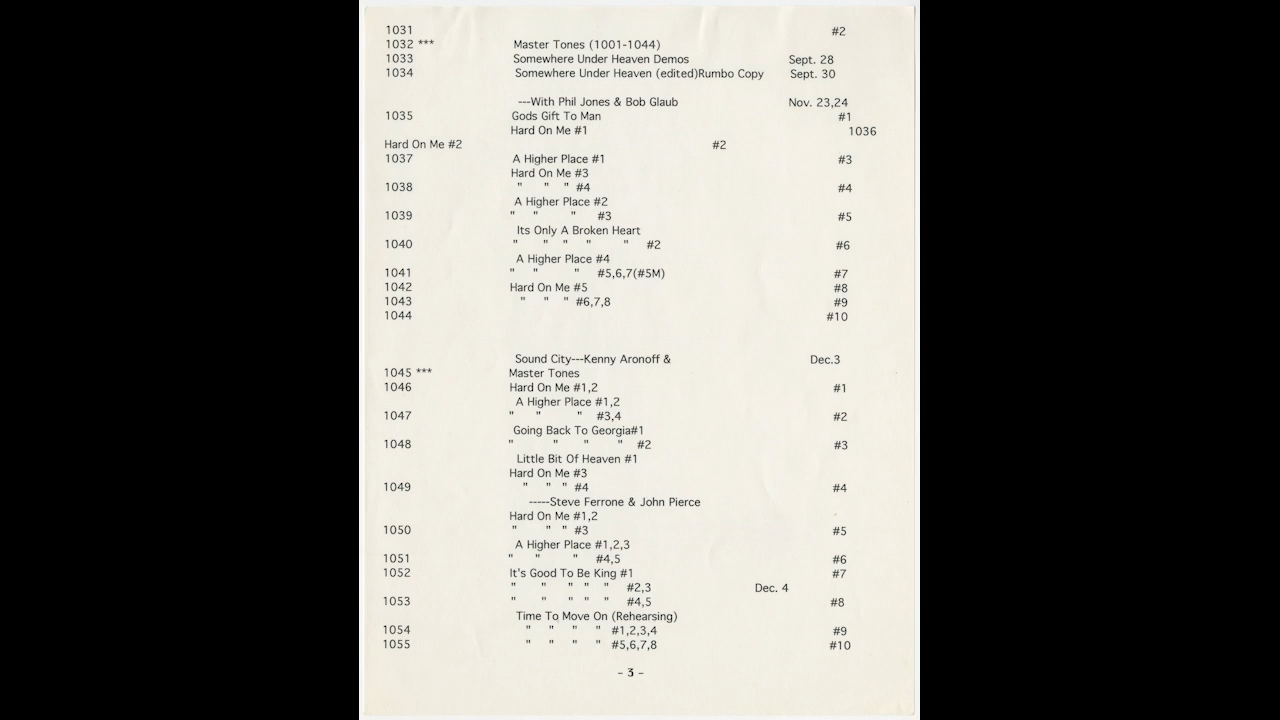 1031 #2
1032 *** Master Tones (1001-1044)
1033 Somewhere Under Heaven Demos Sept. 28
1034 Somewhere Under Heaven (edited)Rumbo Copy Sept. 30
---With Phil Jones & Bob Glaub Nov. 23,24
1035 Gods Gift To Man #1
Hard On Me #1 1036
Hard On Me #2 #2
1037 A Higher Place #1 #3
Hard On Me #3
1038 " " " #4 #4
A Higher Place #2
1039 " " " #3 #5
Its Only A Broken Heart
1040 " " " " " #2 #6
A Higher Place #4
1041 " " " #5,6,7(#5M) #7
1042 Hard On Me #5 #8
1043 " " " #6,7,8 #9
1044 #10
Sound City---Kenny Aronoff & Dec.3
1045 *** Master Tones
1046 Hard On Me #1,2 #1
A Higher Place #1,2
1047 " " " #3,4 #2
Going Back To Georgia#1
1048 " " " " #2 #3
Little Bit Of Heaven #1
Hard On Me #3
1049 " " " #4 #4
-----Steve Ferrone & John Pierce
Hard On Me #1,2
1050 " " " #3 #5
A Higher Place #1,2,3
1051 " " " #4,5 #6
1052 It's Good To Be King #1 #7
" " " " " #2,3 Dec. 4
1053 " " " " " #4,5 #8
Time To Move On (Rehearsing)
1054 " " " " #1,2,3,4 #9
1055 " " " " #5,6,7,8 #10
- 3 -